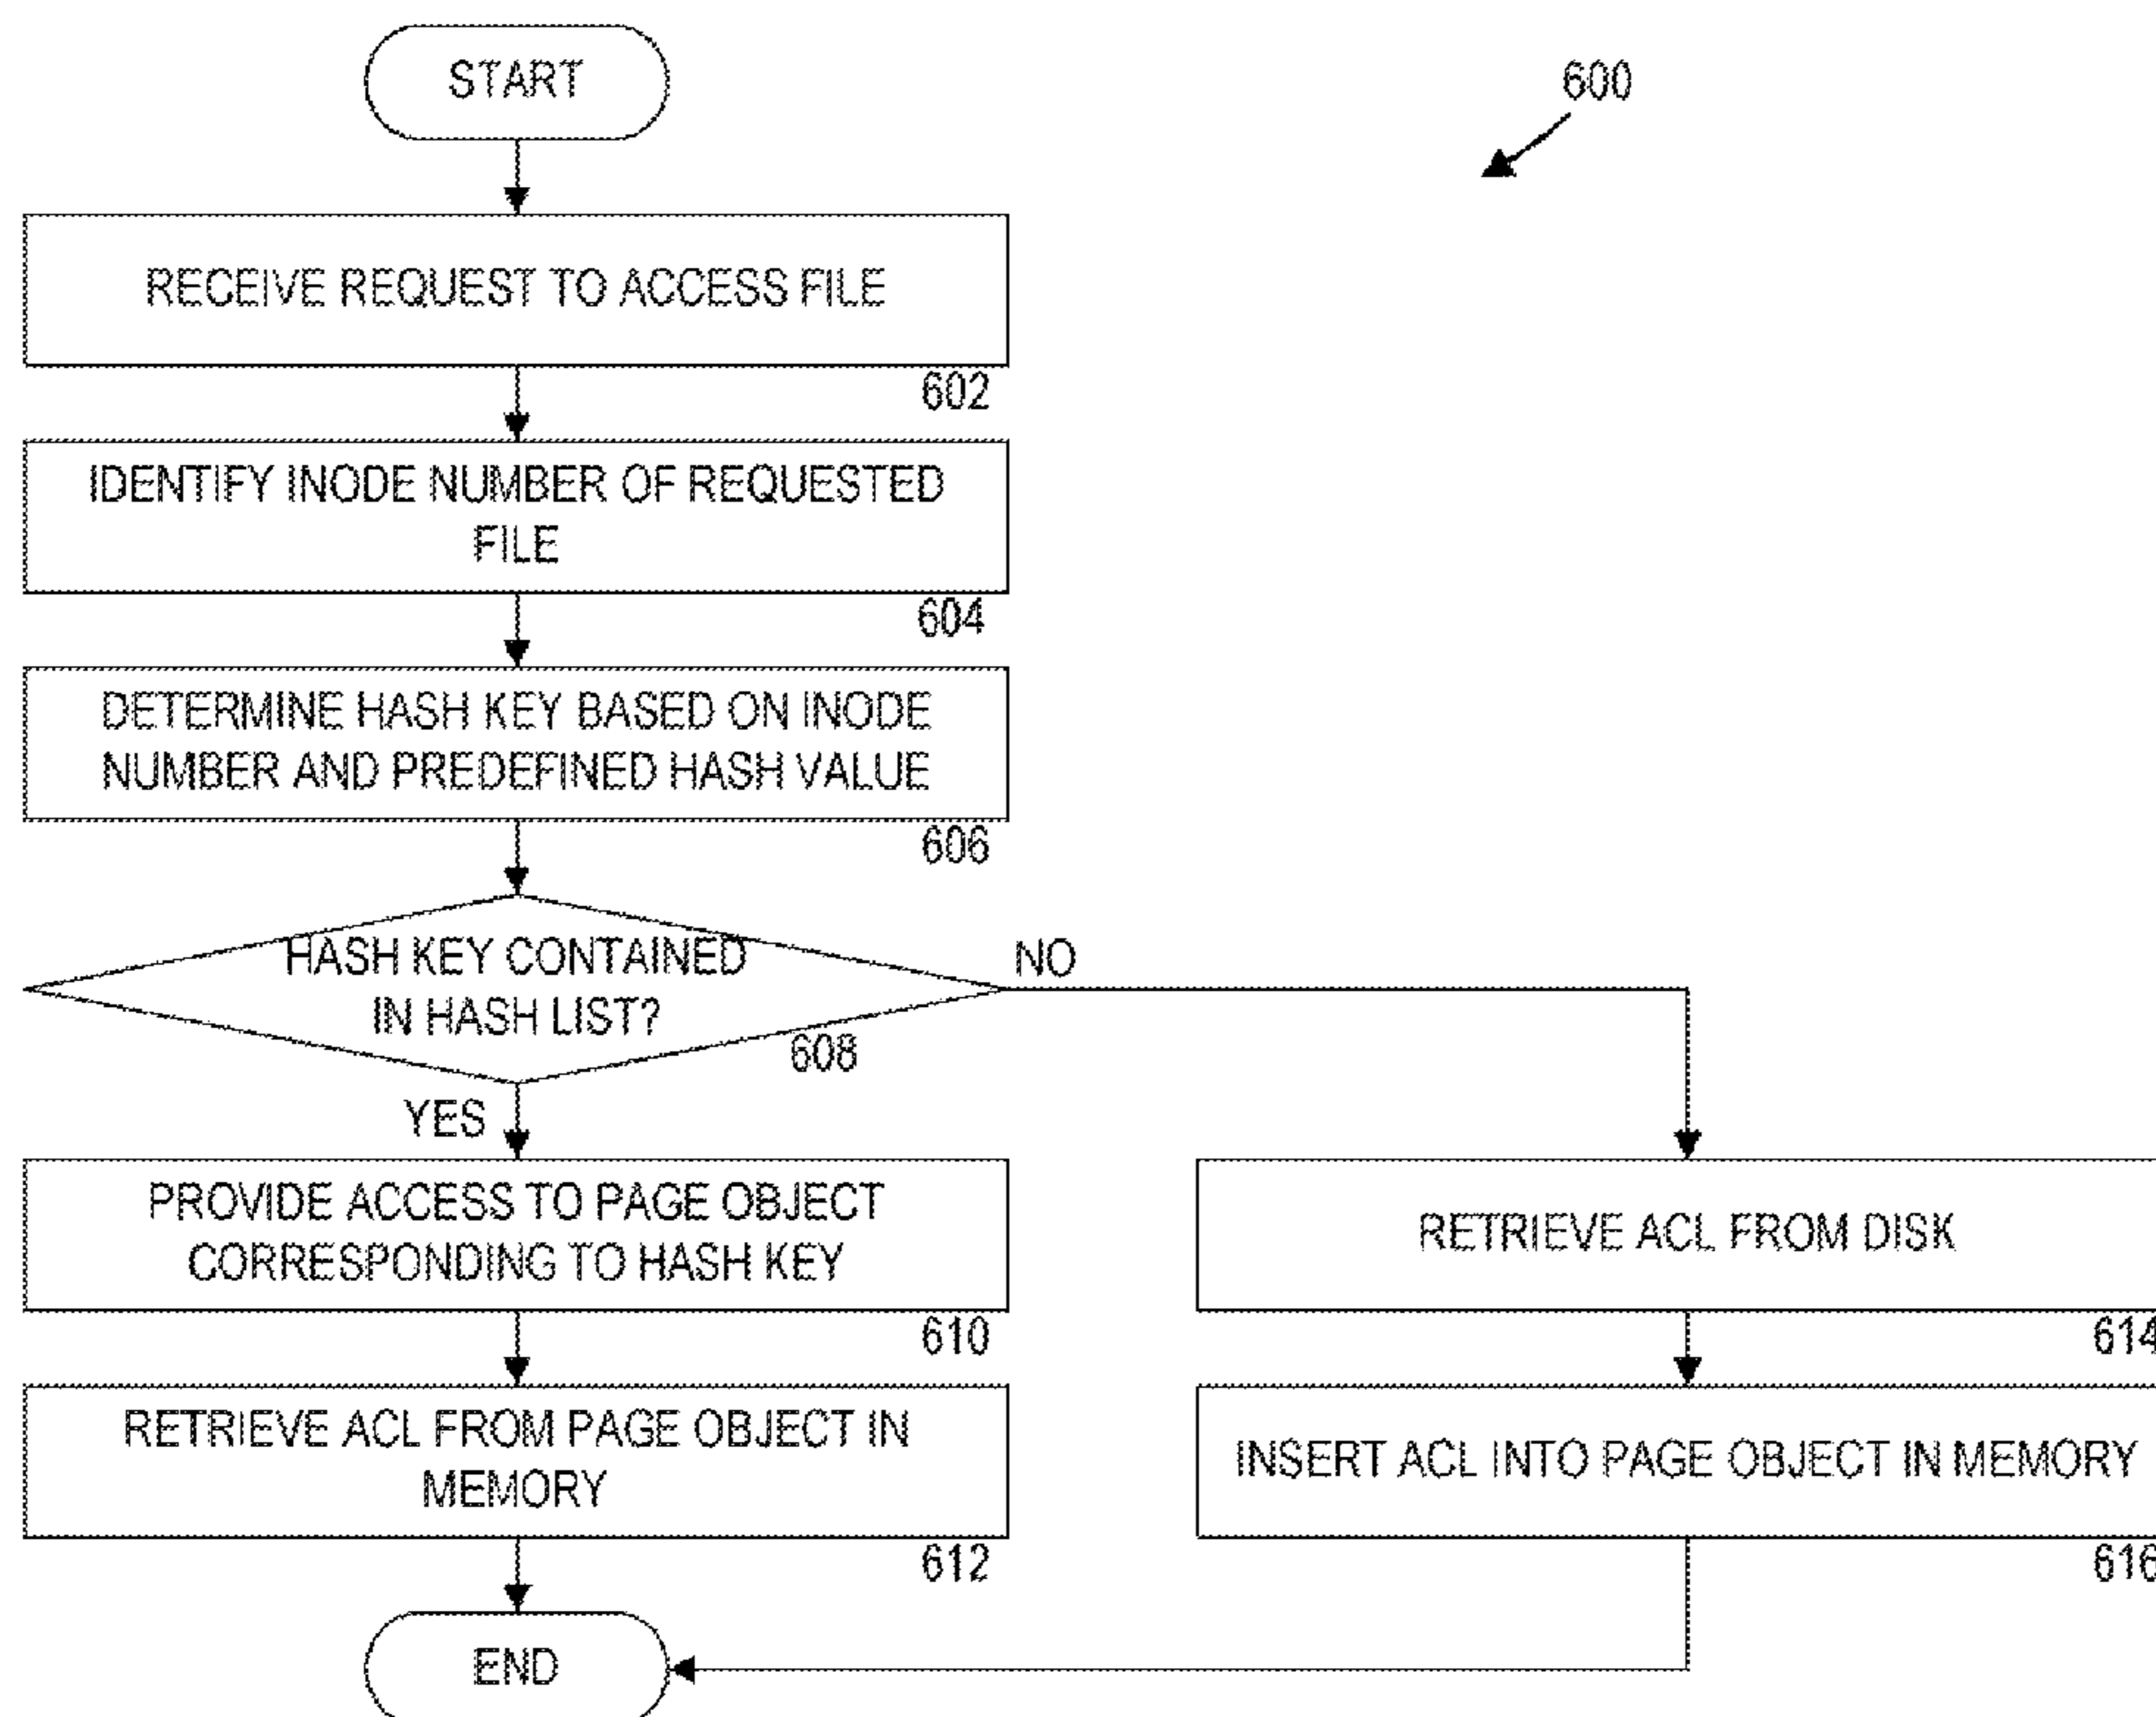 START
600
RECEIVE REQUEST TO ACCESS FILE
602
IDENTIFY INODE NUMBER OF REQUESTED
FILE
604
DETERMINE HASH KEY BASED ON INODE
NUMBER AND PREDEFINED HASH VALUE
606
HASH KEY CONTAINED
IN HASH LIST?
608
NO
YES
PROVIDE ACCESS TO PAGE OBJECT
CORRESPONDING TO HASH KEY
610
RETRIEVE ACL FROM DISK
614
RETRIEVE ACL FROM PAGE OBJECT IN
MEMORY
612
INSERT ACL INTO PAGE OBJECT IN MEMORY
616
END